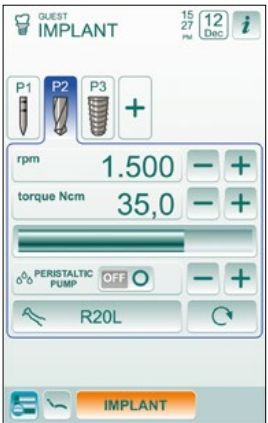 GUEST
IMPLANT
15
27
PM
12
Dec
i
P1
P2
P3
+
rpm
1.500
− +
torque Ncm
35,0
− +
PERISTALTIC
PUMP
OFF
− +
R20L
IMPLANT